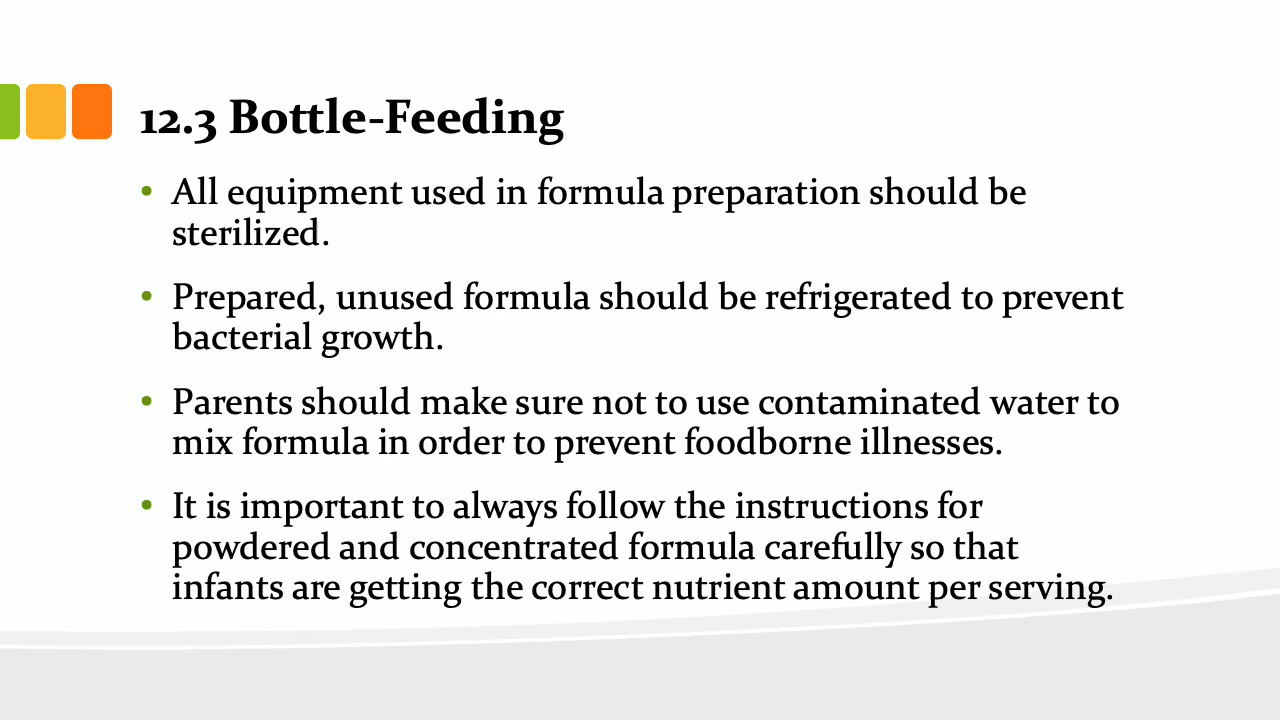 12.3 Bottle-Feeding
• All equipment used in formula preparation should be
sterilized.
• Prepared, unused formula should be refrigerated to prevent
bacterial growth.
• Parents should make sure not to use contaminated water to
mix formula in order to prevent foodborne illnesses.
• It is important to always follow the instructions for
powdered and concentrated formula carefully so that
infants are getting the correct nutrient amount per serving.